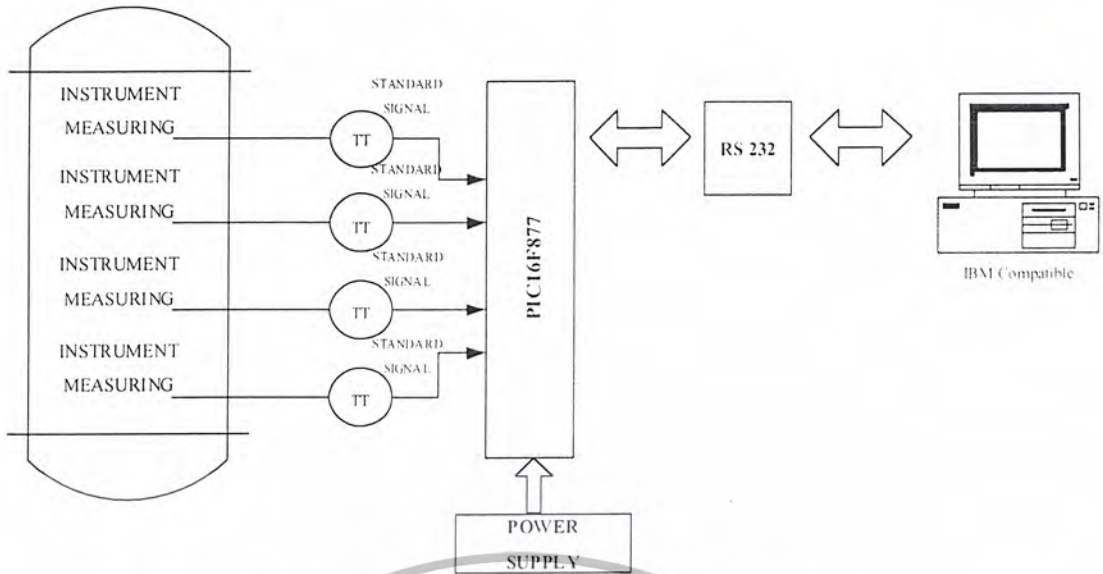 INSTRUMENT
MEASURING
INSTRUMENT
MEASURING
INSTRUMENT
MEASURING
INSTRUMENT
MEASURING
TT
TT
TT
TT
STANDARD
SIGNAL
STANDARD
SIGNAL
STANDARD
SIGNAL
STANDARD
SIGNAL
PIC16F877
RS 232
IBM Compatible
POWER
SUPPLY